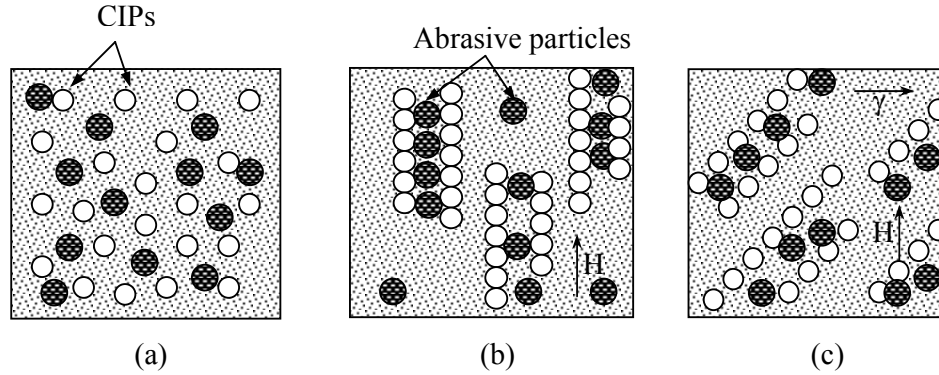 CIPs
Abrasive particles
γ
H
H
(a)
(b)
(c)